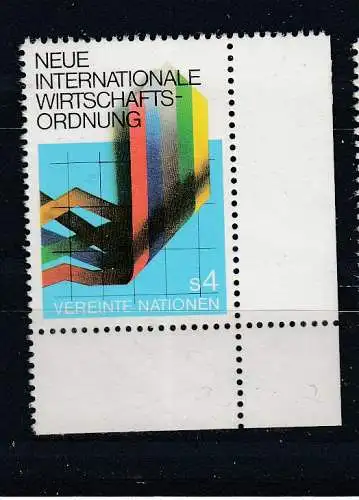 NEUE
INTERNATIONALE
WIRTSCHAFTS-
ORDNUNG
s4
VEREINTE NATIONEN